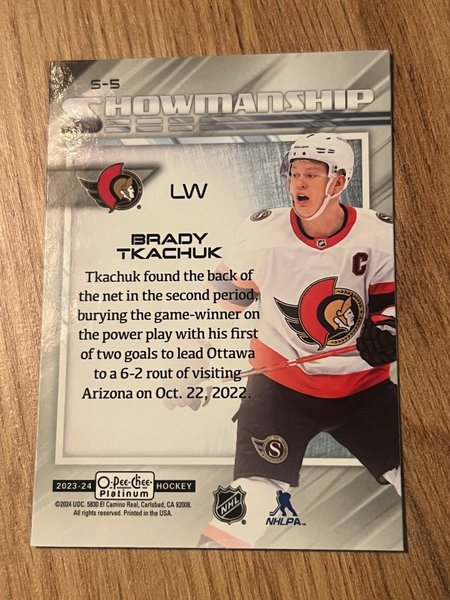 S-5
SHOWMANSHIP
LW
C
BRADY
TKACHUK
Tkachuk found the back of
the net in the second period,
burying the game-winner on
the power play with his first
of two goals to lead Ottawa
to a 6-2 rout of visiting
Arizona on Oct. 22, 2022.
S
2023-24 O-Pee-Chee Platinum HOCKEY
©2024 UDC. 5830 El Camino Real, Carlsbad, CA 92008.
All rights reserved. Printed in the USA.
NHL
NHLPA™